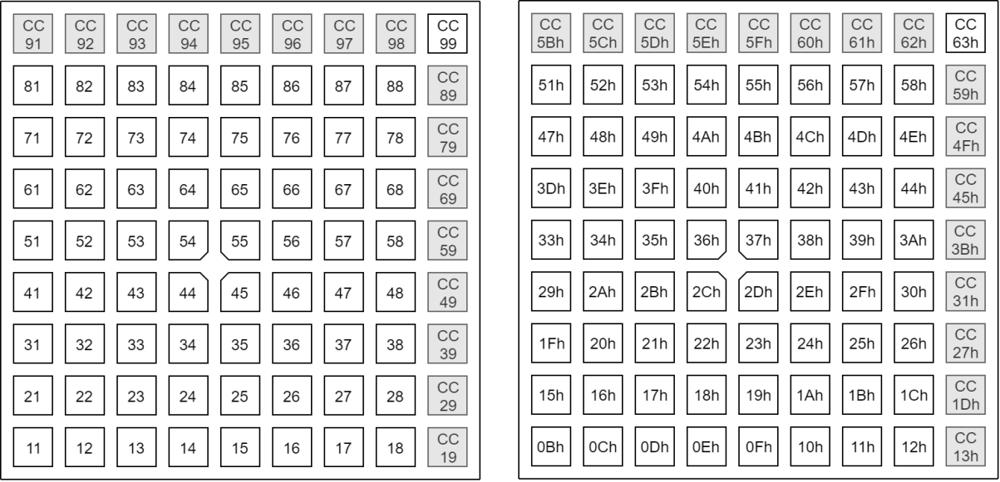 CC CC CC CC CC CC CC CC CC
91 92 93 94 95 96 97 98 99
81 82 83 84 85 86 87 88 CC
89
71 72 73 74 75 76 77 78 CC
79
61 62 63 64 65 66 67 68 CC
69
51 52 53 54 55 56 57 58 CC
59
41 42 43 44 45 46 47 48 CC
49
31 32 33 34 35 36 37 38 CC
39
21 22 23 24 25 26 27 28 CC
29
11 12 13 14 15 16 17 18 CC
19
CC CC CC CC CC CC CC CC CC
5Bh 5Ch 5Dh 5Eh 5Fh 60h 61h 62h 63h
51h 52h 53h 54h 55h 56h 57h 58h CC
59h
47h 48h 49h 4Ah 4Bh 4Ch 4Dh 4Eh CC
4Fh
3Dh 3Eh 3Fh 40h 41h 42h 43h 44h CC
45h
33h 34h 35h 36h 37h 38h 39h 3Ah CC
3Bh
29h 2Ah 2Bh 2Ch 2Dh 2Eh 2Fh 30h CC
31h
1Fh 20h 21h 22h 23h 24h 25h 26h CC
27h
15h 16h 17h 18h 19h 1Ah 1Bh 1Ch CC
1Dh
0Bh 0Ch 0Dh 0Eh 0Fh 10h 11h 12h CC
13h